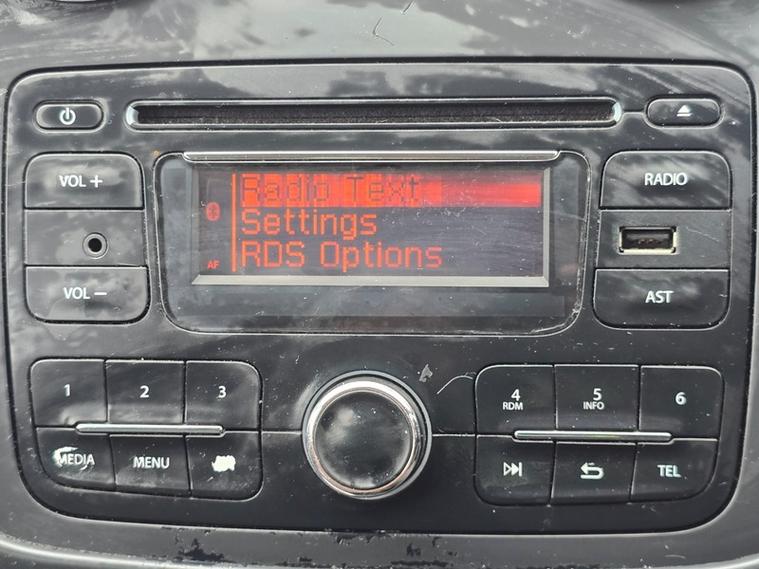 VOL +
RADIO
Radio Text
Settings
AF
RDS Options
VOL –
AST
1
2
3
4
RDM
5
INFO
6
MEDIA
MENU
TEL